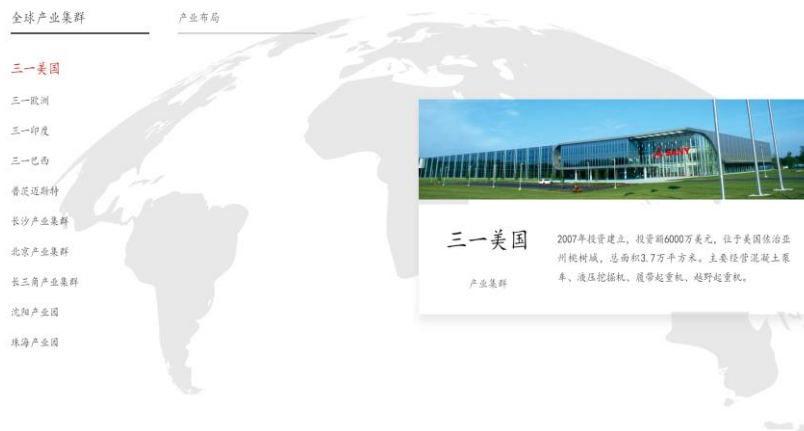 全球产业集群
产业布局
三一美国
三一欧洲
三一印度
三一巴西
普茨迈斯特
长沙产业集群
北京产业集群
长三角产业集群
沈阳产业园
珠海产业园
SANY
三一美国
产业集群
2007年投资建立，投资额6000万美元，位于美国佐治亚
州桃树城，总面积3.7万平方米。主要经营混凝土泵
车、液压挖掘机、履带起重机、越野起重机。